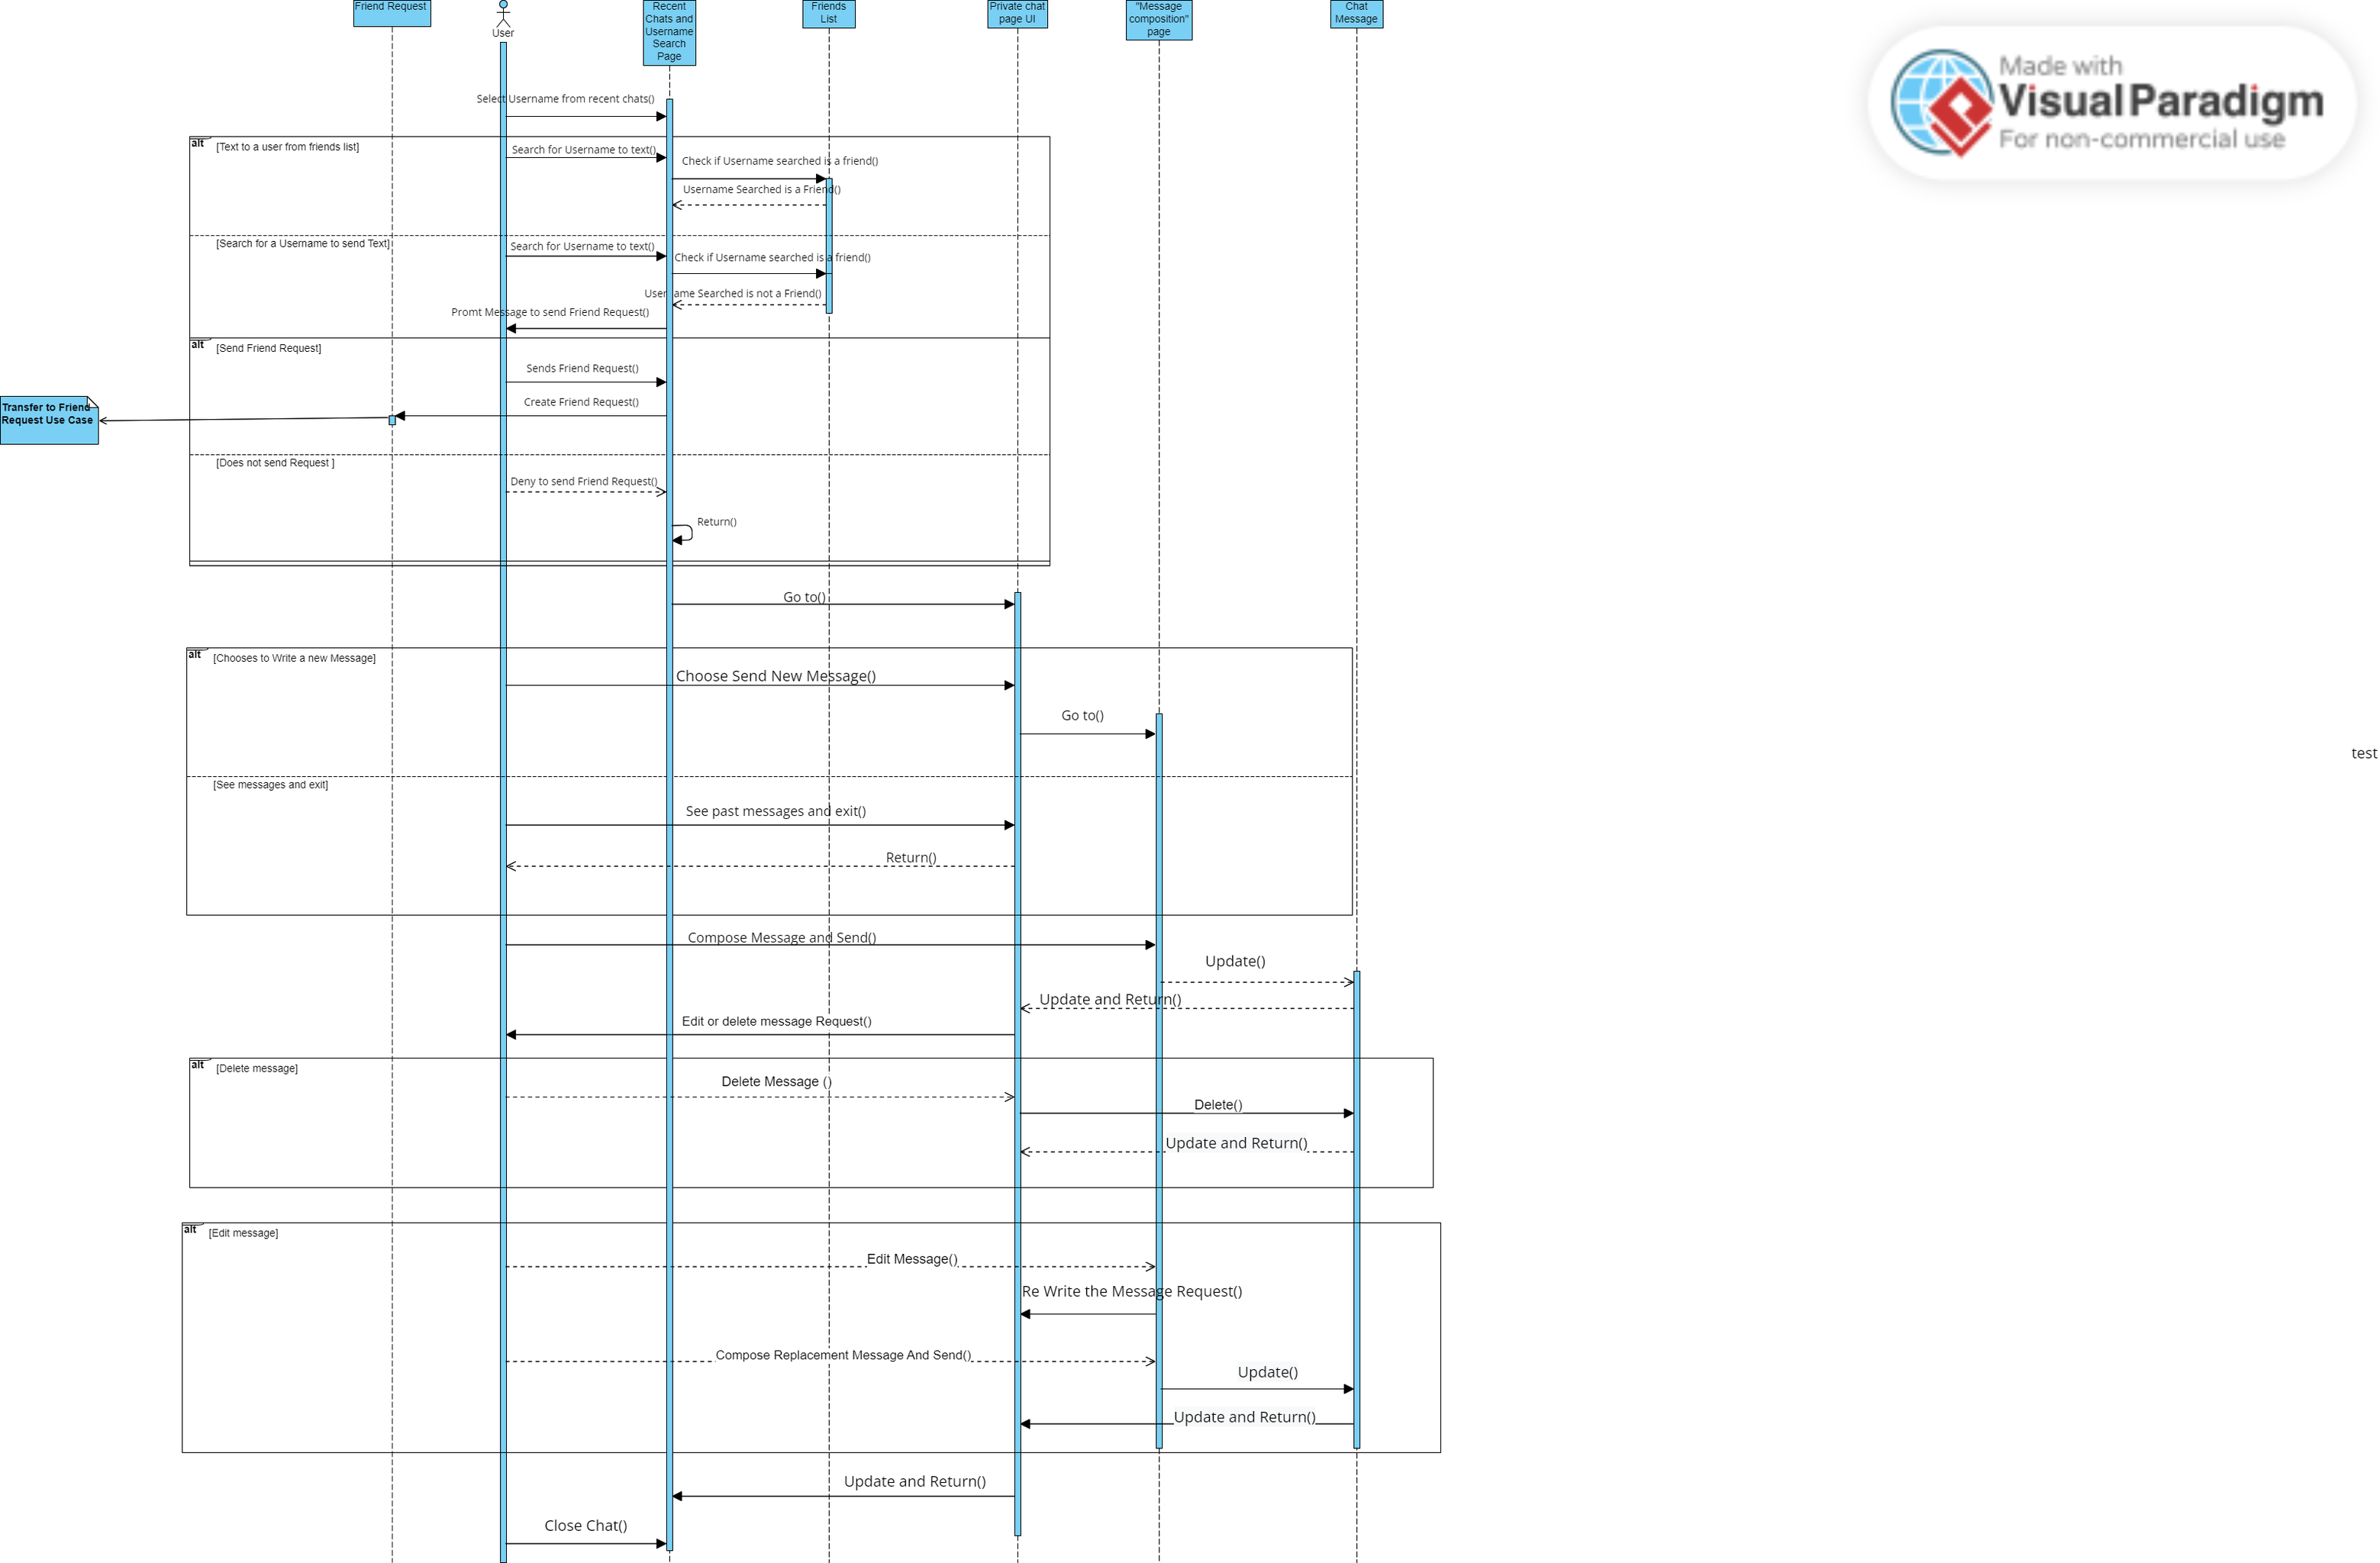 Friend Request
User
Recent
Chats and
Username
Search
Page
Friends
List
Private chat
page UI
"Message
composition"
page
Chat
Message
Made with
Visual Paradigm
For non-commercial use
Select Username from recent chats()
alt
[Text to a user from friends list]
Search for Username to text()
Check if Username searched is a friend()
Username Searched is a Friend()
[Search for a Username to send Text]
Search for Username to text()
Check if Username searched is a friend()
Username Searched is not a Friend()
Promt Message to send Friend Request()
alt
[Send Friend Request]
Sends Friend Request()
Create Friend Request()
Transfer to Friend
Request Use Case
[Does not send Request ]
Deny to send Friend Request()
Return()
Go to()
alt
[Chooses to Write a new Message]
Choose Send New Message()
Go to()
test
[See messages and exit]
See past messages and exit()
Return()
Compose Message and Send()
Update()
Update and Return()
Edit or delete message Request()
alt
[Delete message]
Delete Message ()
Delete()
Update and Return()
alt
[Edit message]
Edit Message()
Re Write the Message Request()
Compose Replacement Message And Send()
Update()
Update and Return()
Update and Return()
Close Chat()